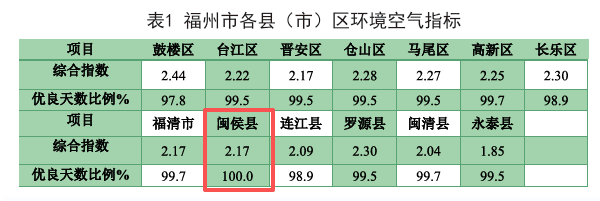 表1 福州市各县（市）区环境空气指标
项目 鼓楼区 台江区 晋安区 仓山区 马尾区 高新区 长乐区
综合指数 2.44 2.22 2.17 2.28 2.27 2.25 2.30
优良天数比例% 97.8 99.5 99.5 99.5 99.5 99.7 98.9
项目 福清市 闽侯县 连江县 罗源县 闽清县 永泰县
综合指数 2.17 2.17 2.09 2.30 2.04 1.85
优良天数比例% 99.7 100.0 98.9 99.5 99.7 99.5